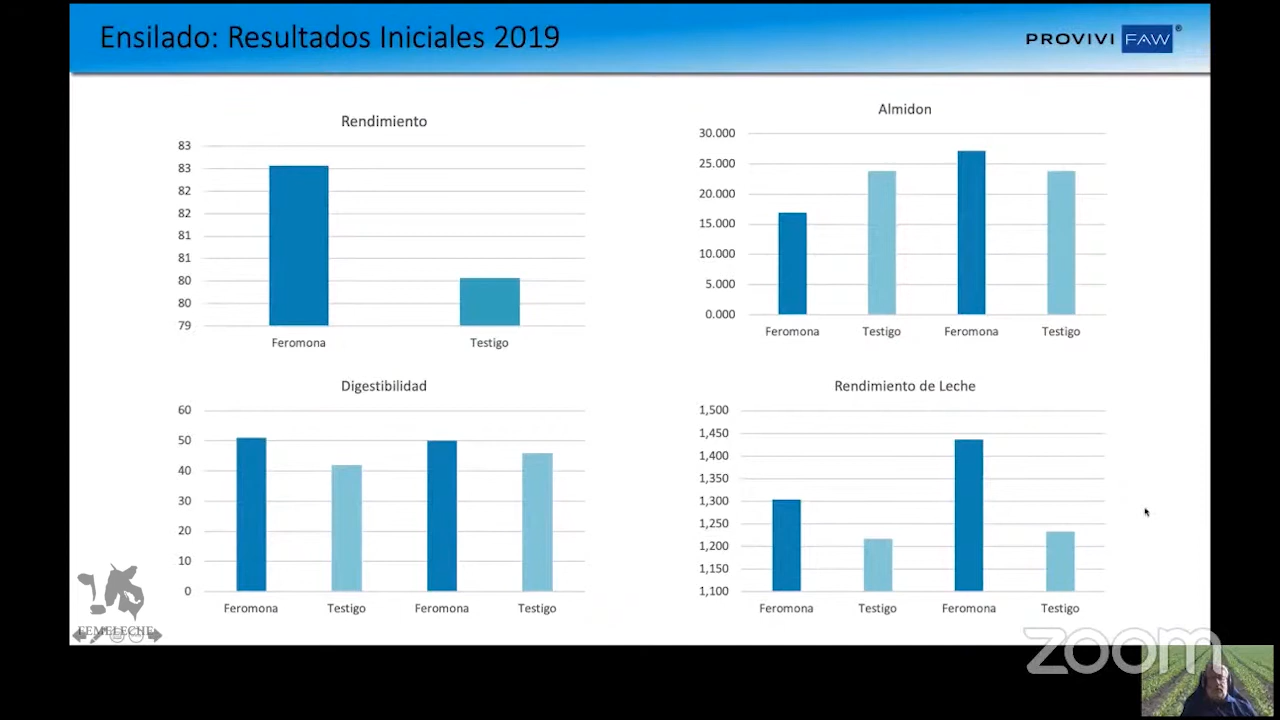 Ensilado: Resultados Iniciales 2019
PROVIVI FAW®
Rendimiento
83
83
82
82
81
81
80
80
79
Feromona Testigo
Almidon
30.000
25.000
20.000
15.000
10.000
5.000
0.000
Feromona Testigo Feromona Testigo
Digestibilidad
60
50
40
30
20
10
0
Feromona Testigo Feromona Testigo
Rendimiento de Leche
1,500
1,450
1,400
1,350
1,300
1,250
1,200
1,150
1,100
Feromona Testigo Feromona Testigo
FEMELECHE
zoom